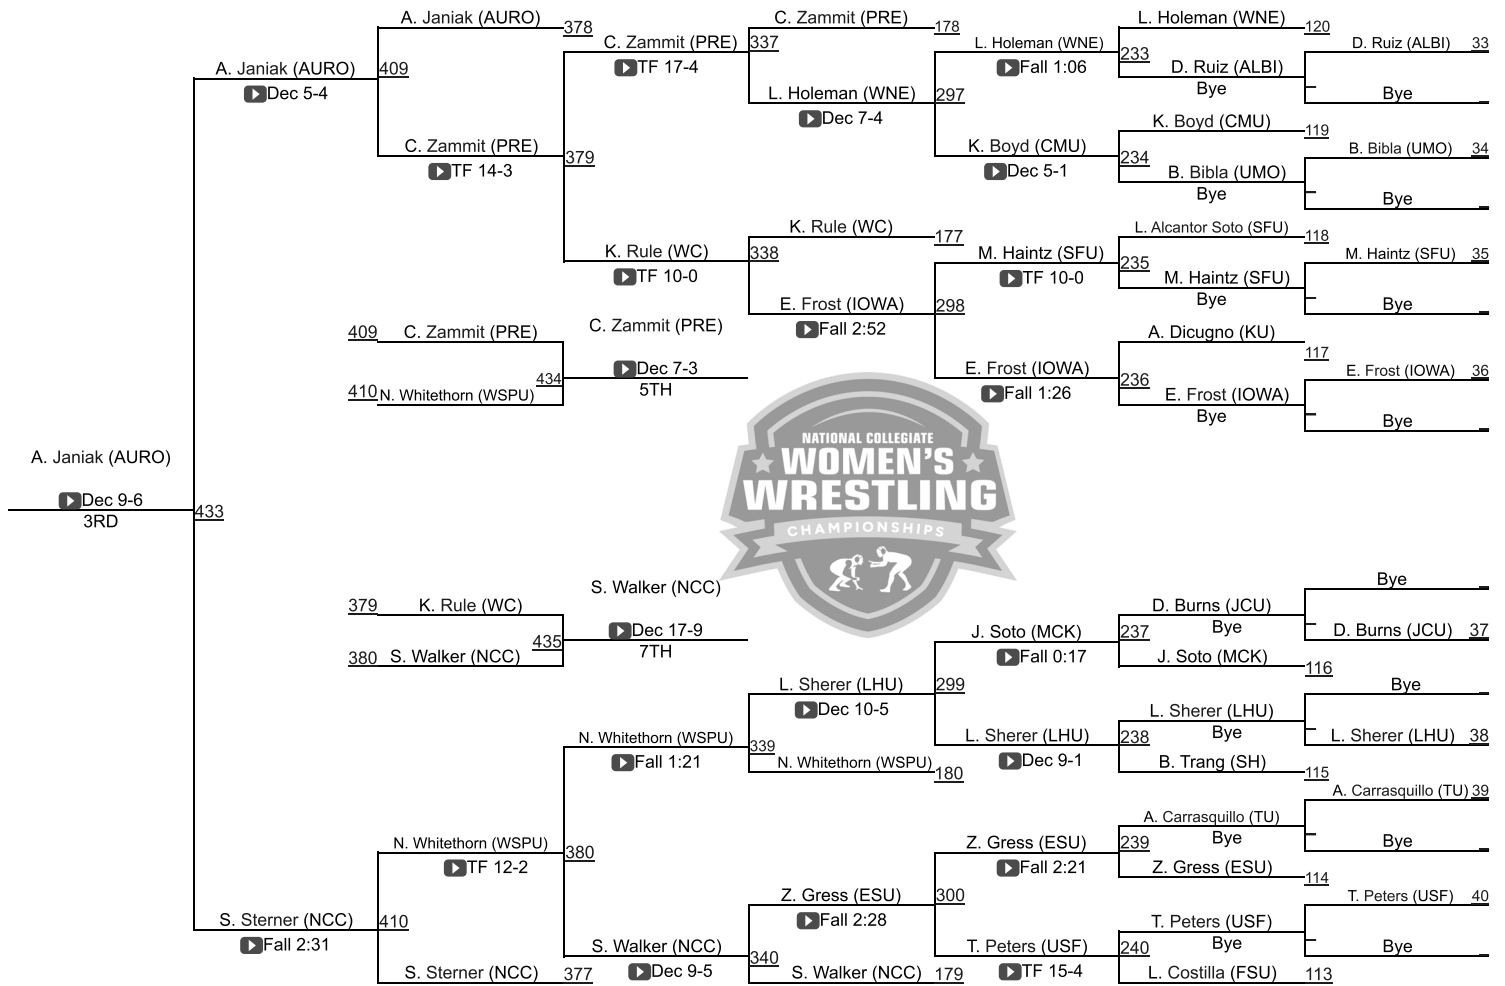 A. Janiak (AURO)
378
C. Zammit (PRE)
178
L. Holeman (WNE)
120
C. Zammit (PRE)
337
L. Holeman (WNE)
233
D. Ruiz (ALBI)
33
A. Janiak (AURO)
409
TF 17-4
Fall 1:06
D. Ruiz (ALBI)
Dec 5-4
L. Holeman (WNE)
297
Bye
Bye
Dec 7-4
K. Boyd (CMU)
119
C. Zammit (PRE)
379
K. Boyd (CMU)
234
B. Bibla (UMO)
34
TF 14-3
Dec 5-1
B. Bibla (UMO)
Bye
Bye
K. Rule (WC)
177
L. Alcantor Soto (SFU)
118
K. Rule (WC)
338
M. Haintz (SFU)
235
M. Haintz (SFU)
35
TF 10-0
TF 10-0
M. Haintz (SFU)
E. Frost (IOWA)
298
Bye
Bye
409
C. Zammit (PRE)
C. Zammit (PRE)
Fall 2:52
A. Dicugno (KU)
117
434
Dec 7-3
E. Frost (IOWA)
236
E. Frost (IOWA)
36
410
N. Whitethorn (WSPU)
5TH
Fall 1:26
E. Frost (IOWA)
Bye
Bye
NATIONAL COLLEGIATE
WOMEN'S
WRESTLING
CHAMPIONSHIPS
A. Janiak (AURO)
Dec 9-6
433
3RD
S. Walker (NCC)
Bye
379
K. Rule (WC)
D. Burns (JCU)
435
Dec 17-9
J. Soto (MCK)
237
Bye
D. Burns (JCU)
37
380
S. Walker (NCC)
7TH
Fall 0:17
J. Soto (MCK)
116
L. Sherer (LHU)
299
Bye
Dec 10-5
L. Sherer (LHU)
N. Whitethorn (WSPU)
339
L. Sherer (LHU)
238
Bye
L. Sherer (LHU)
38
Fall 1:21
N. Whitethorn (WSPU)
180
Dec 9-1
B. Trang (SH)
115
A. Carrasquillo (TU)
39
A. Carrasquillo (TU)
N. Whitethorn (WSPU)
380
Z. Gress (ESU)
239
Bye
Bye
TF 12-2
Fall 2:21
Z. Gress (ESU)
114
Z. Gress (ESU)
300
T. Peters (USF)
40
S. Sterner (NCC)
410
Fall 2:28
T. Peters (USF)
Fall 2:31
S. Walker (NCC)
340
T. Peters (USF)
240
Bye
Bye
S. Sterner (NCC)
377
Dec 9-5
S. Walker (NCC)
179
TF 15-4
L. Costilla (FSU)
113